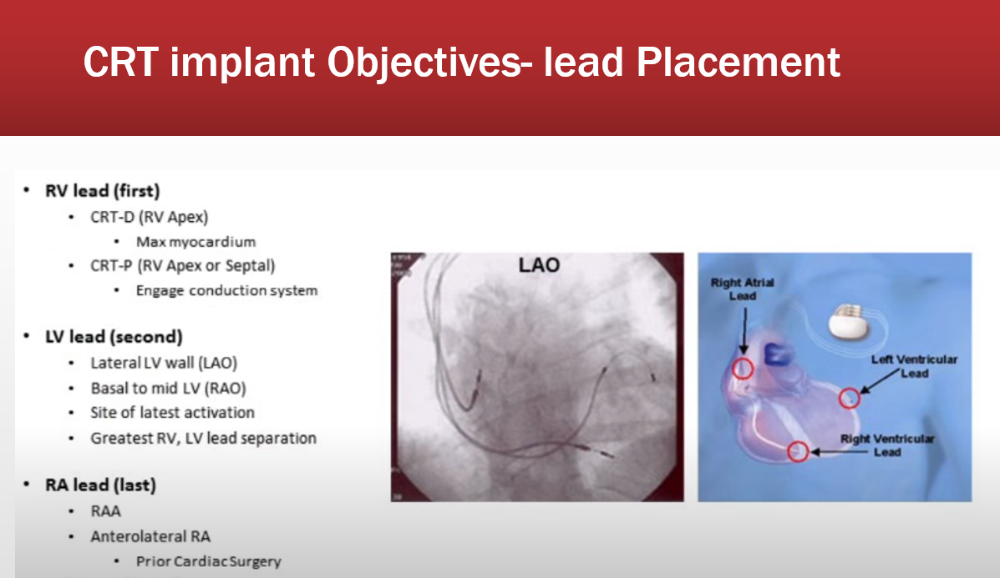 CRT implant Objectives- lead Placement
• RV lead (first)
• CRT-D (RV Apex)
• Max myocardium
• CRT-P (RV Apex or Septal)
• Engage conduction system
• LV lead (second)
• Lateral LV wall (LAO)
• Basal to mid LV (RAO)
• Site of latest activation
• Greatest RV, LV lead separation
• RA lead (last)
• RAA
• Anterolateral RA
• Prior Cardiac Surgery
LAO
Right Atrial
Lead
Left Ventricular
Lead
Right Ventricular
Lead